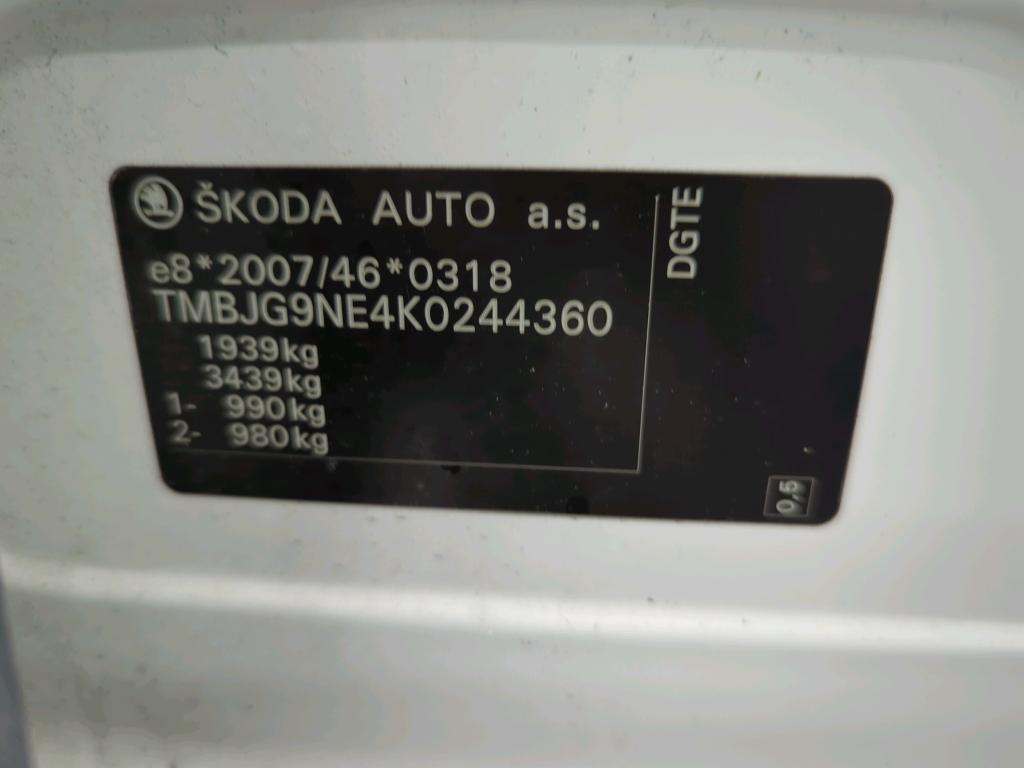 ŠKODA AUTO a.s.
e8*2007/46*0318
TMBJG9NE4K0244360
1939kg
3439kg
1- 990kg
2- 980kg
DGTE
0,5